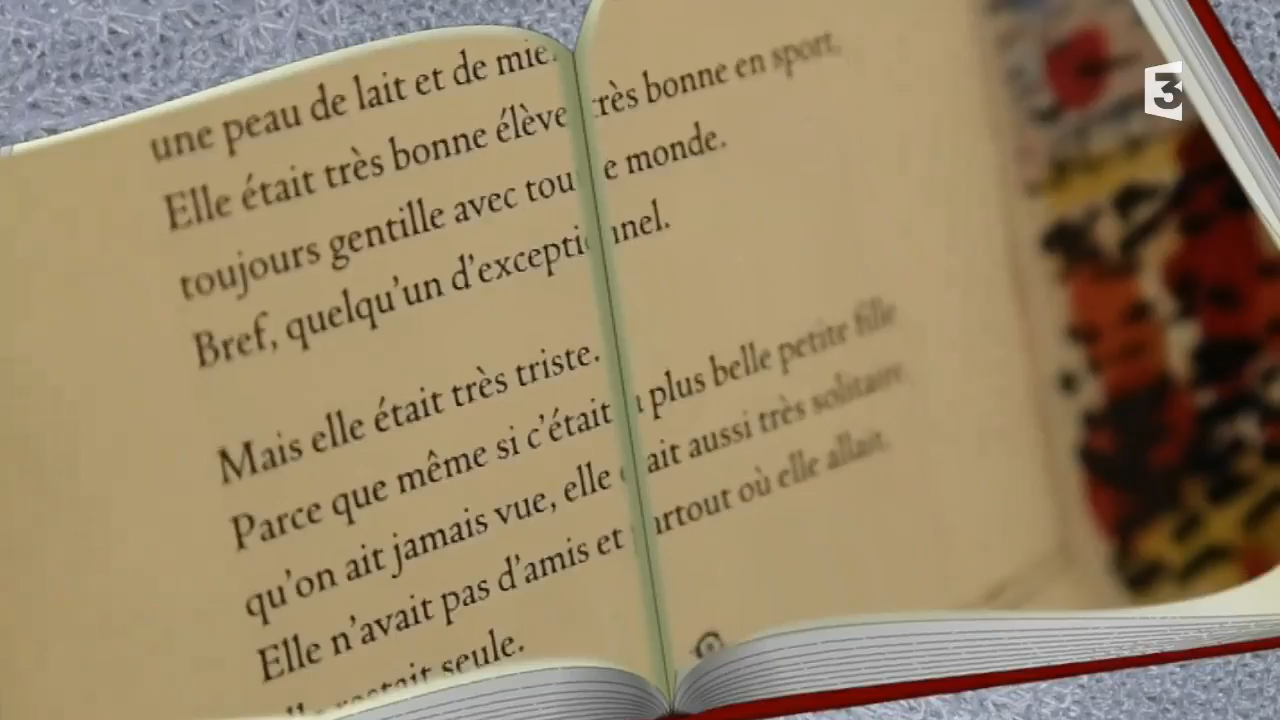 une peau de lait et de miel.
Elle était très bonne élève, très bonne en sport,
toujours gentille avec tout le monde.
Bref, quelqu'un d'exceptionnel.
Mais elle était très triste.
Parce que même si c'était la plus belle petite fille
qu'on ait jamais vue, elle était aussi très solitaire.
Elle n'avait pas d'amis et partout où elle allait,
elle restait seule.
3